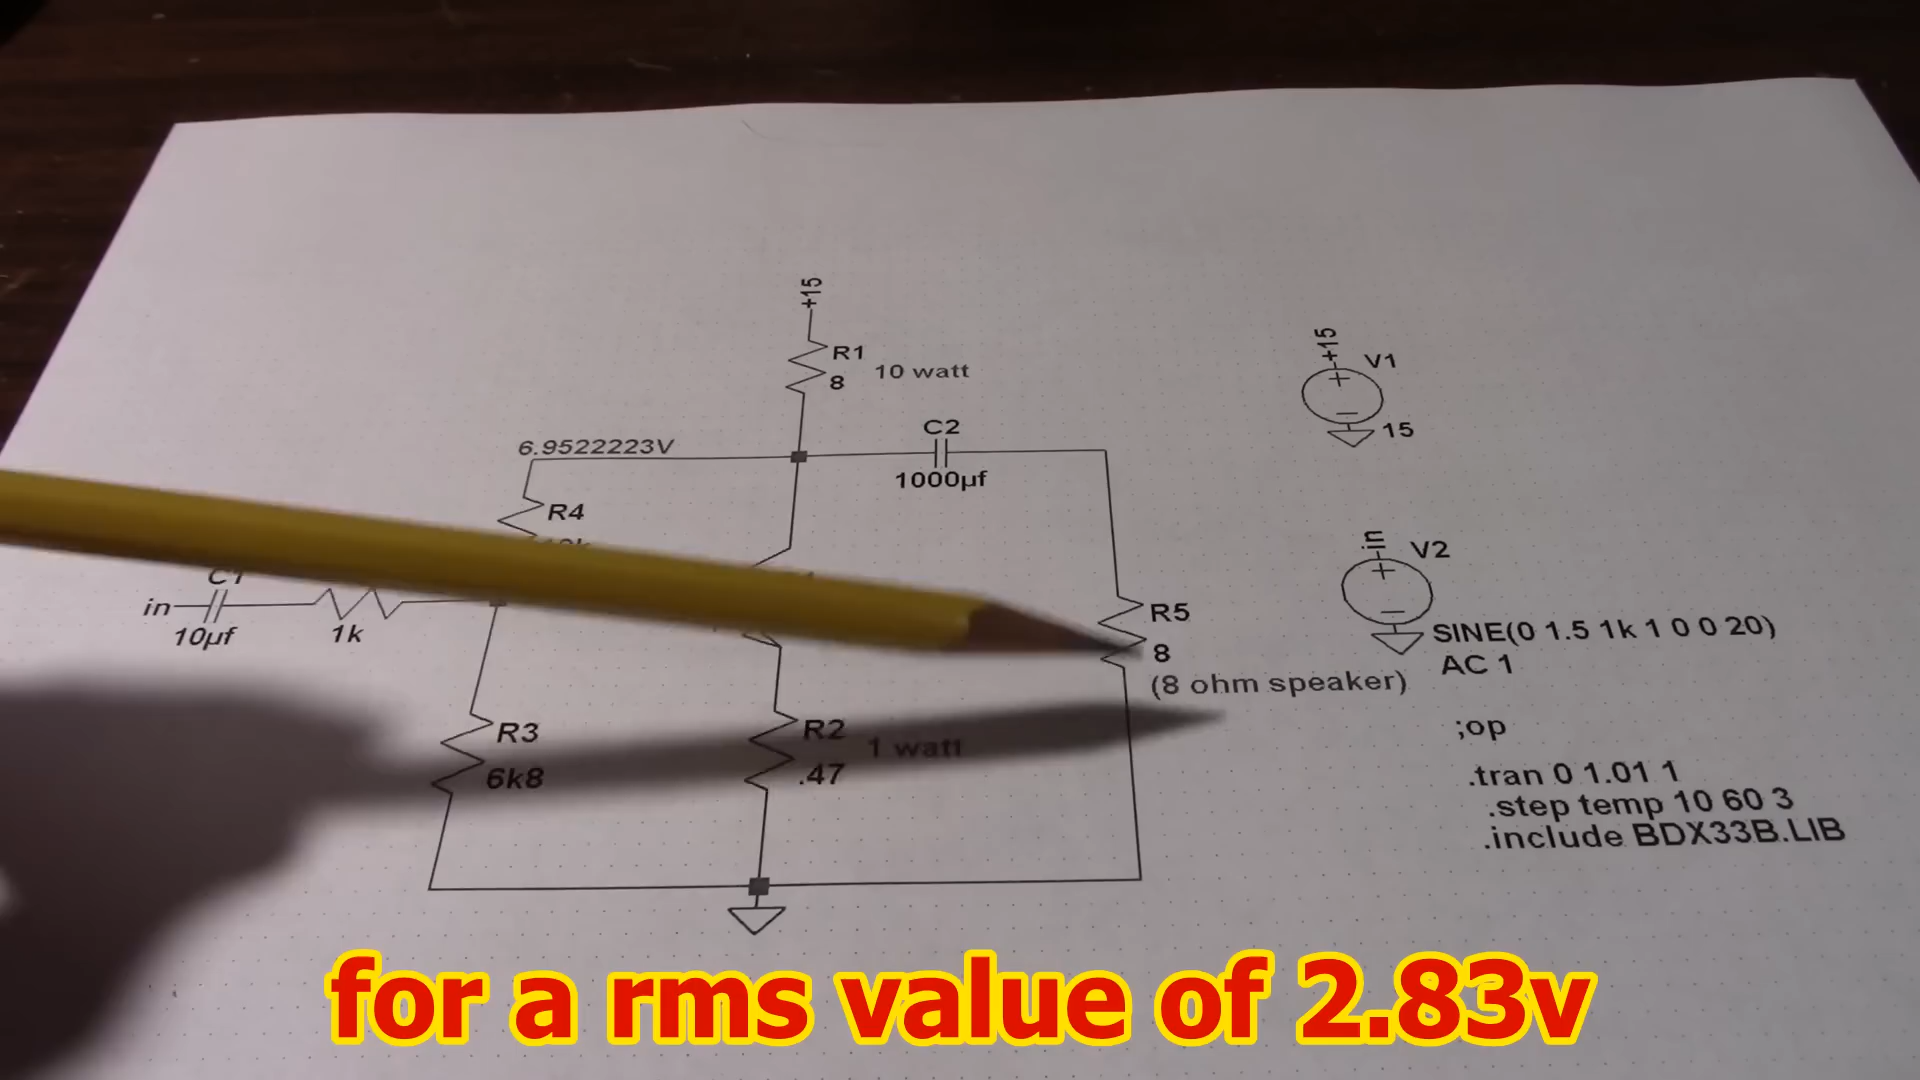 +15
R1
8
10 watt
+15
V1
15
6.9522223V
C2
1000µf
R4
in
V2
C1
in
10µf
1k
R5
8
(8 ohm speaker)
SINE(0 1.5 1k 1 0 0 20)
AC 1
R3
6k8
R2
.47
1 watt
;op
.tran 0 1.01 1
.step temp 10 60 3
.include BDX33B.LIB
for a rms value of 2.83v